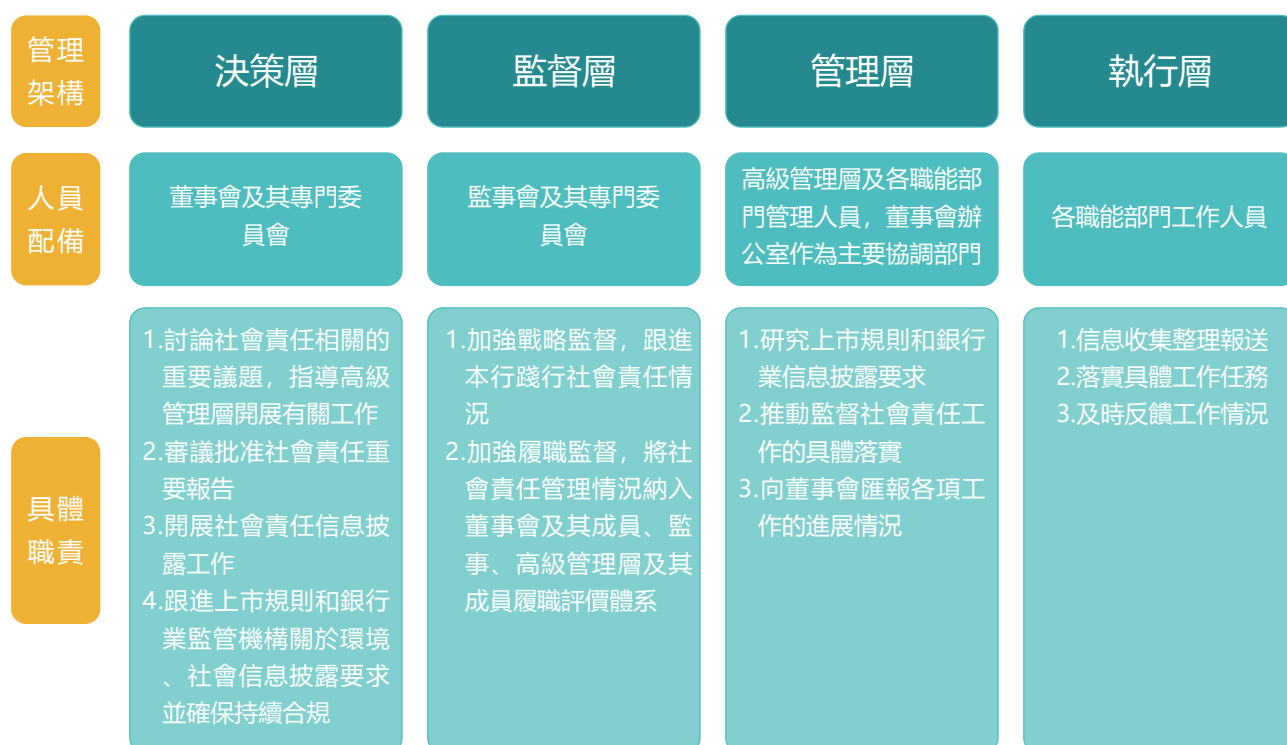 管理
架構
決策層
監督層
管理層
執行層
人員
配備
董事會及其專門委
員會
監事會及其專門委
員會
高級管理層及各職能部
門管理人員，董事會辦
公室作為主要協調部門
各職能部門工作人員
具體
職責
1.討論社會責任相關的
重要議題，指導高級
管理層開展有關工作
2.審議批准社會責任重
要報告
3.開展社會責任信息披
露工作
4.跟進上市規則和銀行
業監管機構關於環境
、社會信息披露要求
並確保持續合規
1.加強戰略監督，跟進
本行踐行社會責任情
況
2.加強履職監督，將社
會責任管理情況納入
董事會及其成員、監
事、高級管理層及其
成員履職評價體系
1.研究上市規則和銀行
業信息披露要求
2.推動監督社會責任工
作的具體落實
3.向董事會匯報各項工
作的進展情況
1.信息收集整理報送
2.落實具體工作任務
3.及時反饋工作情況